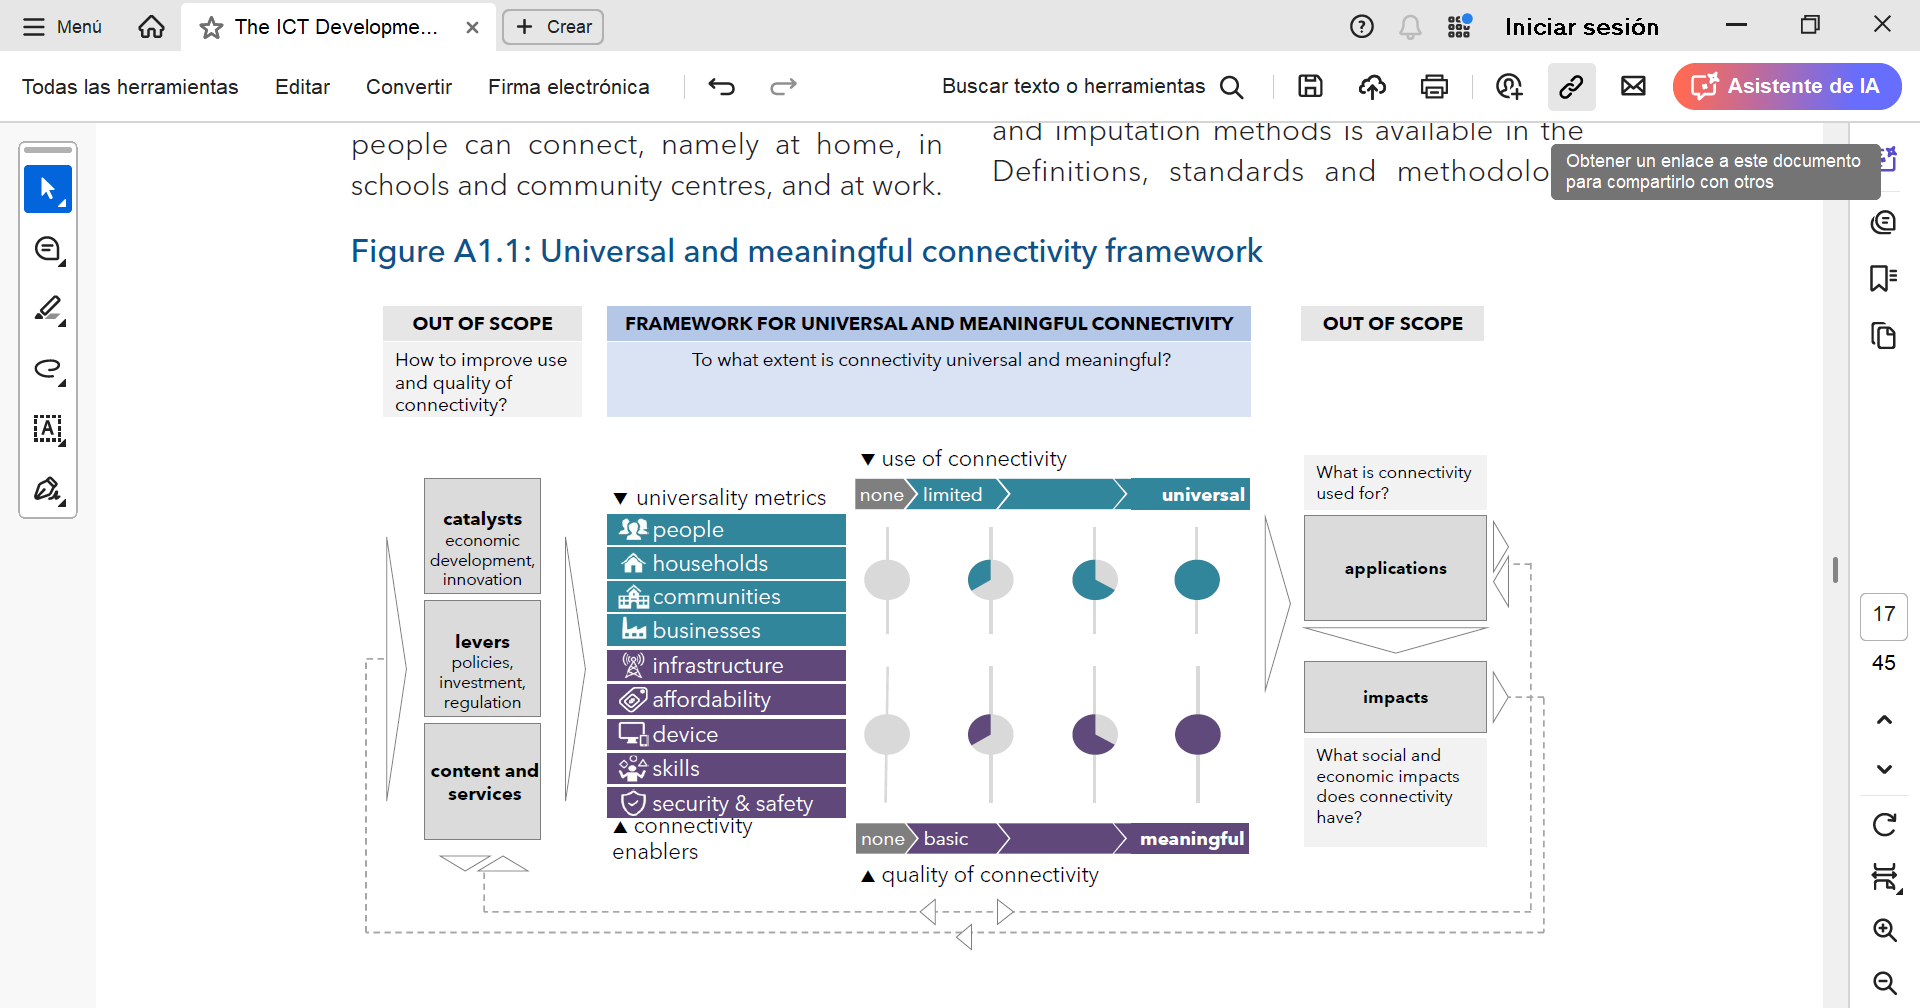 Menú
The ICT Developme...
Crear
Iniciar sesión
Todas las herramientas
Editar
Convertir
Firma electrónica
Buscar texto o herramientas
Asistente de IA
Obtener un enlace a este documento
para compartirlo con otros
people can connect, namely at home, in
schools and community centres, and at work.
and imputation methods is available in the
Definitions, standards and methodolo
Figure A1.1: Universal and meaningful connectivity framework
OUT OF SCOPE
How to improve use
and quality of
connectivity?
FRAMEWORK FOR UNIVERSAL AND MEANINGFUL CONNECTIVITY
To what extent is connectivity universal and meaningful?
OUT OF SCOPE
catalysts
economic
development,
innovation
levers
policies,
investment,
regulation
content and
services
▼ universality metrics
people
households
communities
businesses
infrastructure
affordability
device
skills
security & safety
▲ connectivity
enablers
▼ use of connectivity
none
limited
universal
none
basic
meaningful
▲ quality of connectivity
What is connectivity
used for?
applications
impacts
What social and
economic impacts
does connectivity
have?
17
45